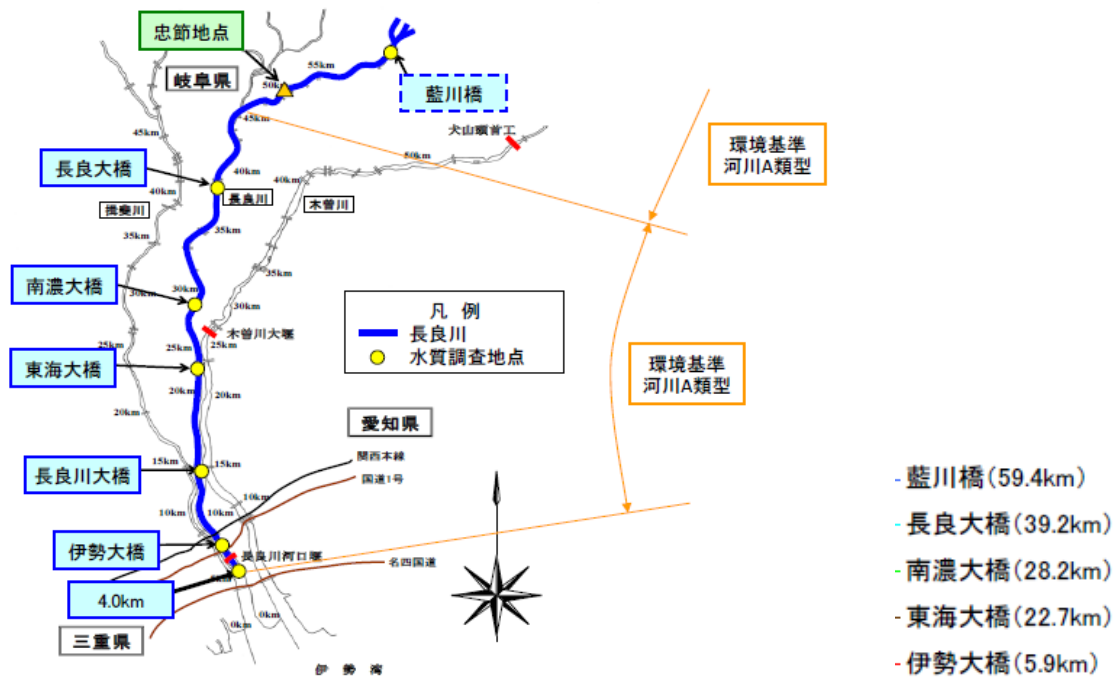 忠節地点
岐阜県
藍川橋
55km
50km
45km
犬山頭首工
50km
環境基準
河川A類型
45km
長良大橋
40km
40km
40km
長良川
木曽川
揖斐川
35km
35km
35km
南濃大橋
30km
30km
30km
凡 例
長良川
水質調査地点
木曽川大堰
25km
25km
25km
環境基準
河川A類型
東海大橋
20km
20km
20km
愛知県
関西本線
国道1号
長良川大橋
15km
15km
10km
10km
10km
伊勢大橋
長良川河口堰
名四国道
4.0km
0km
0km
三重県
伊 勢 湾
藍川橋(59.4km)
長良大橋(39.2km)
南濃大橋(28.2km)
東海大橋(22.7km)
伊勢大橋(5.9km)